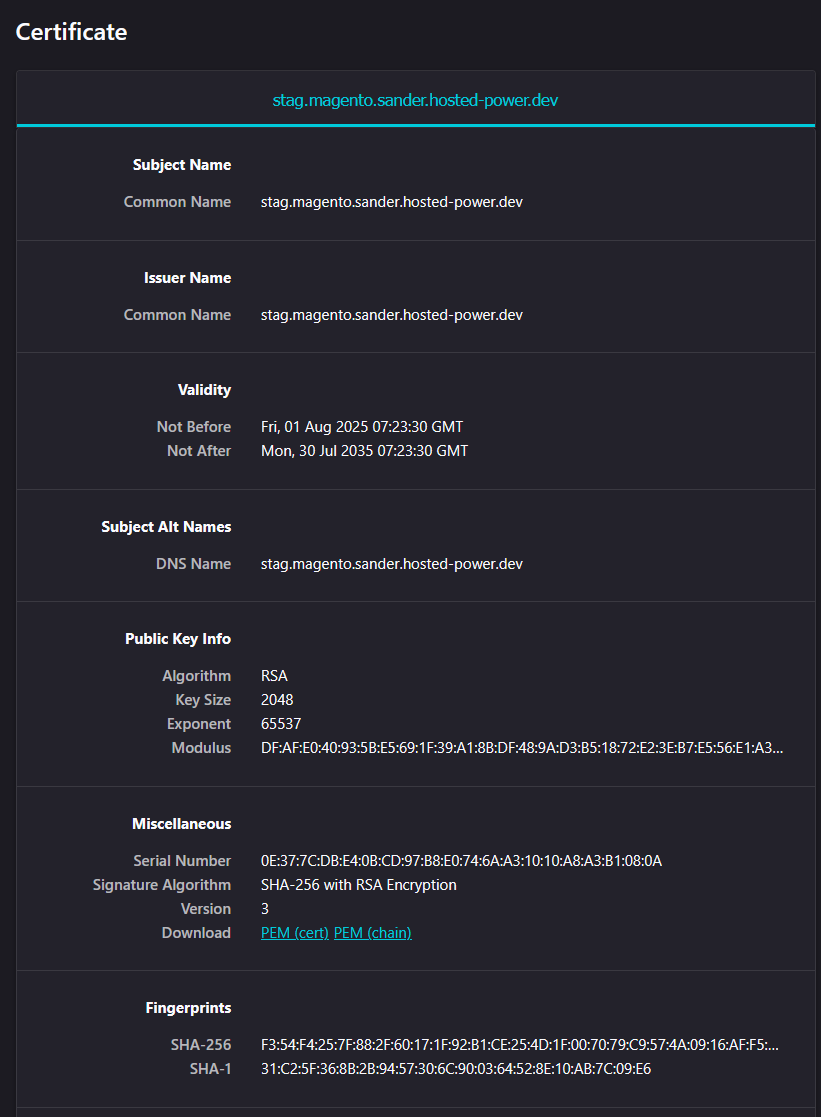 Certificate
stag.magento.sander.hosted-power.dev
Subject Name
Common Name stag.magento.sander.hosted-power.dev
Issuer Name
Common Name stag.magento.sander.hosted-power.dev
Validity
Not Before Fri, 01 Aug 2025 07:23:30 GMT
Not After Mon, 30 Jul 2035 07:23:30 GMT
Subject Alt Names
DNS Name stag.magento.sander.hosted-power.dev
Public Key Info
Algorithm RSA
Key Size 2048
Exponent 65537
Modulus DF:AF:E0:40:93:5B:E5:69:1F:39:A1:8B:DF:48:9A:D3:B5:18:72:E2:3E:B7:E5:56:E1:A3...
Miscellaneous
Serial Number 0E:37:7C:DB:E4:0B:CD:97:B8:E0:74:6A:A3:10:10:A8:A3:B1:08:0A
Signature Algorithm SHA-256 with RSA Encryption
Version 3
Download PEM (cert) PEM (chain)
Fingerprints
SHA-256 F3:54:F4:25:7F:88:2F:60:17:1F:92:B1:CE:25:4D:1F:00:70:79:C9:57:4A:09:16:AF:F5:...
SHA-1 31:C2:5F:36:8B:2B:94:57:30:6C:90:03:64:52:8E:10:AB:7C:09:E6